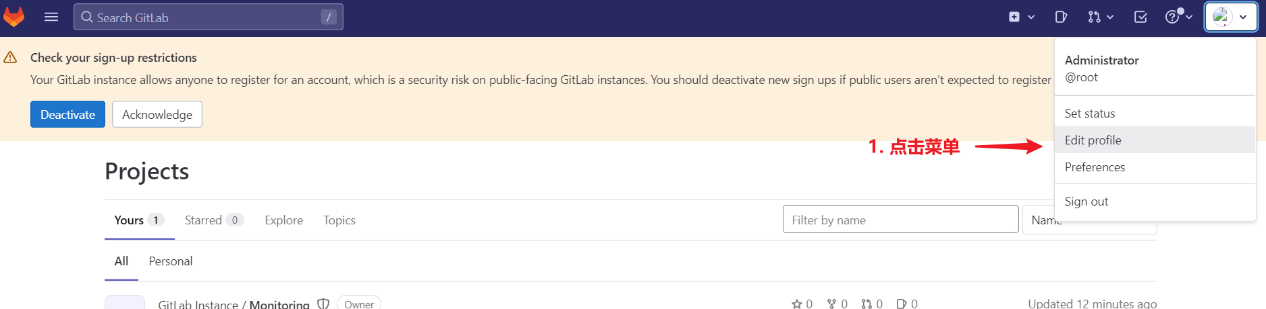 Search GitLab /
Check your sign-up restrictions
Your GitLab instance allows anyone to register for an account, which is a security risk on public-facing GitLab instances. You should deactivate new sign ups if public users aren't expected to register
Deactivate Acknowledge
Administrator
@root
Set status
1. 点击菜单
Edit profile
Preferences
Sign out
Projects
Yours 1 Starred 0 Explore Topics Filter by name Name
All Personal
GitLab Instance / Monitoring Owner 0 0 0 0 Updated 12 minutes ago